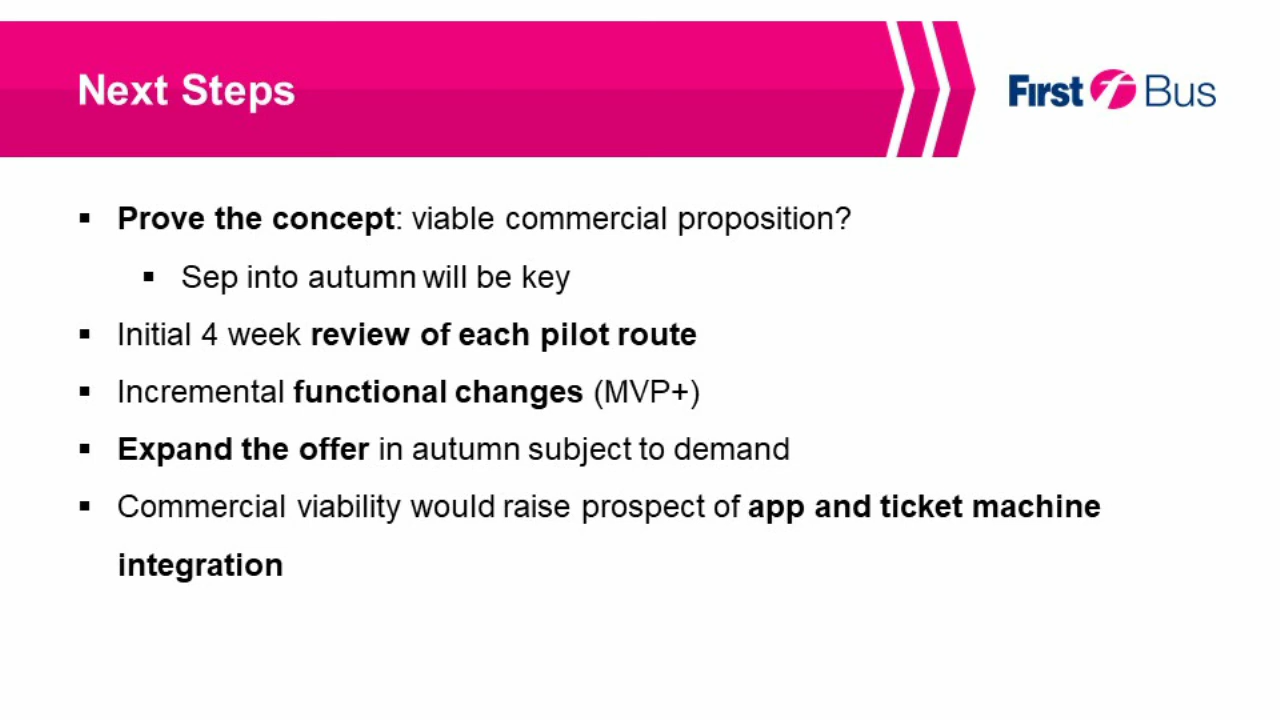 Next Steps
First Bus
▪ Prove the concept: viable commercial proposition?
▪ Sep into autumn will be key
▪ Initial 4 week review of each pilot route
▪ Incremental functional changes (MVP+)
▪ Expand the offer in autumn subject to demand
▪ Commercial viability would raise prospect of app and ticket machine
integration